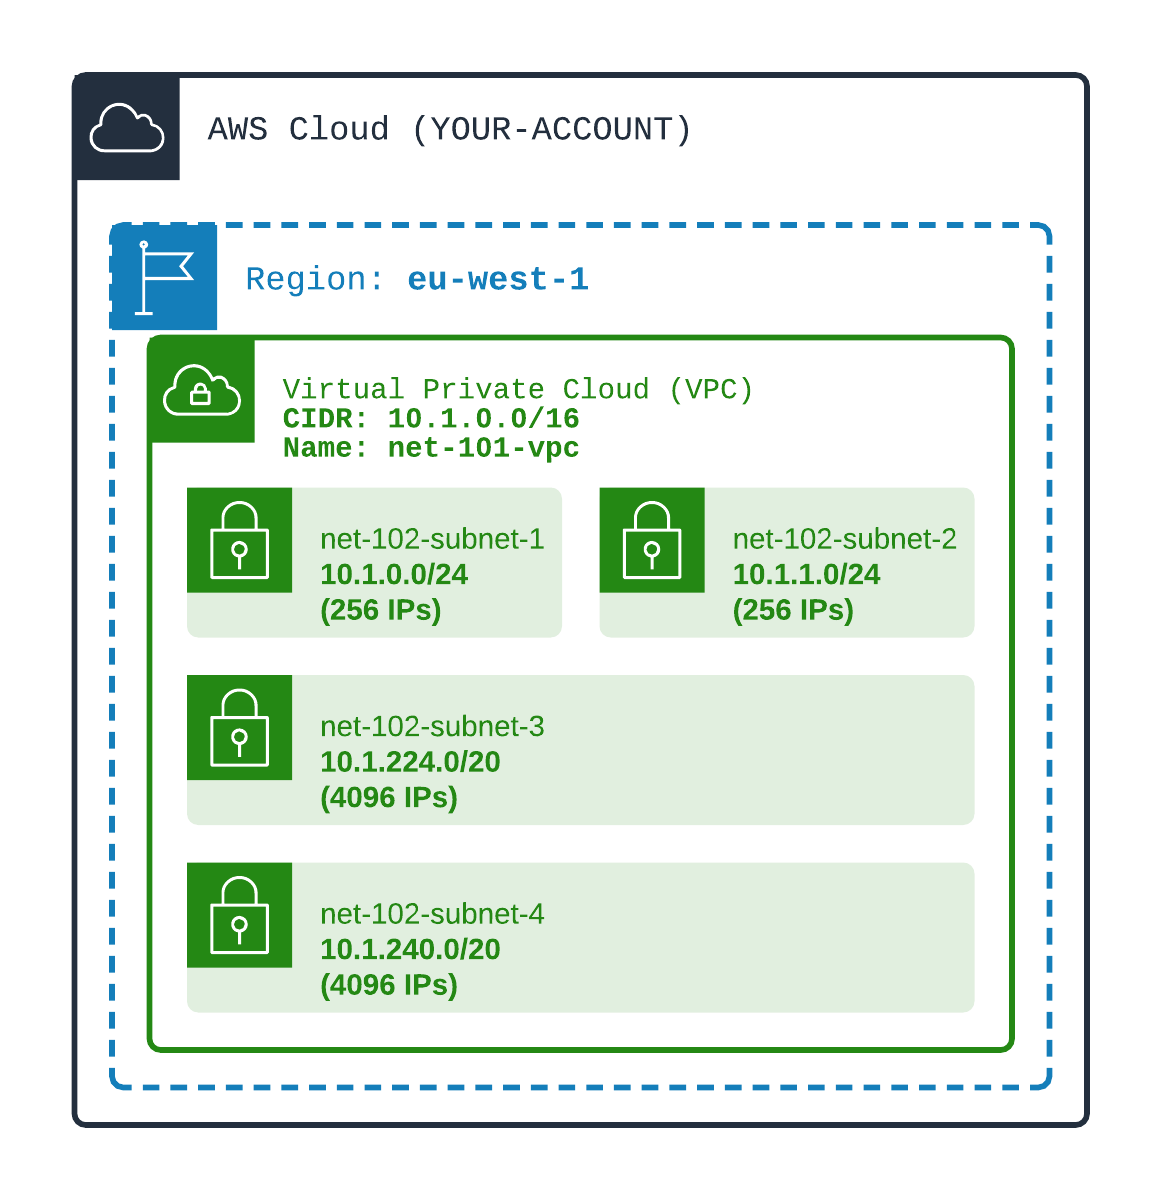 AWS Cloud (YOUR-ACCOUNT)
Region: eu-west-1
Virtual Private Cloud (VPC)
CIDR: 10.1.0.0/16
Name: net-101-vpc
net-102-subnet-1
10.1.0.0/24
(256 IPs)
net-102-subnet-2
10.1.1.0/24
(256 IPs)
net-102-subnet-3
10.1.224.0/20
(4096 IPs)
net-102-subnet-4
10.1.240.0/20
(4096 IPs)